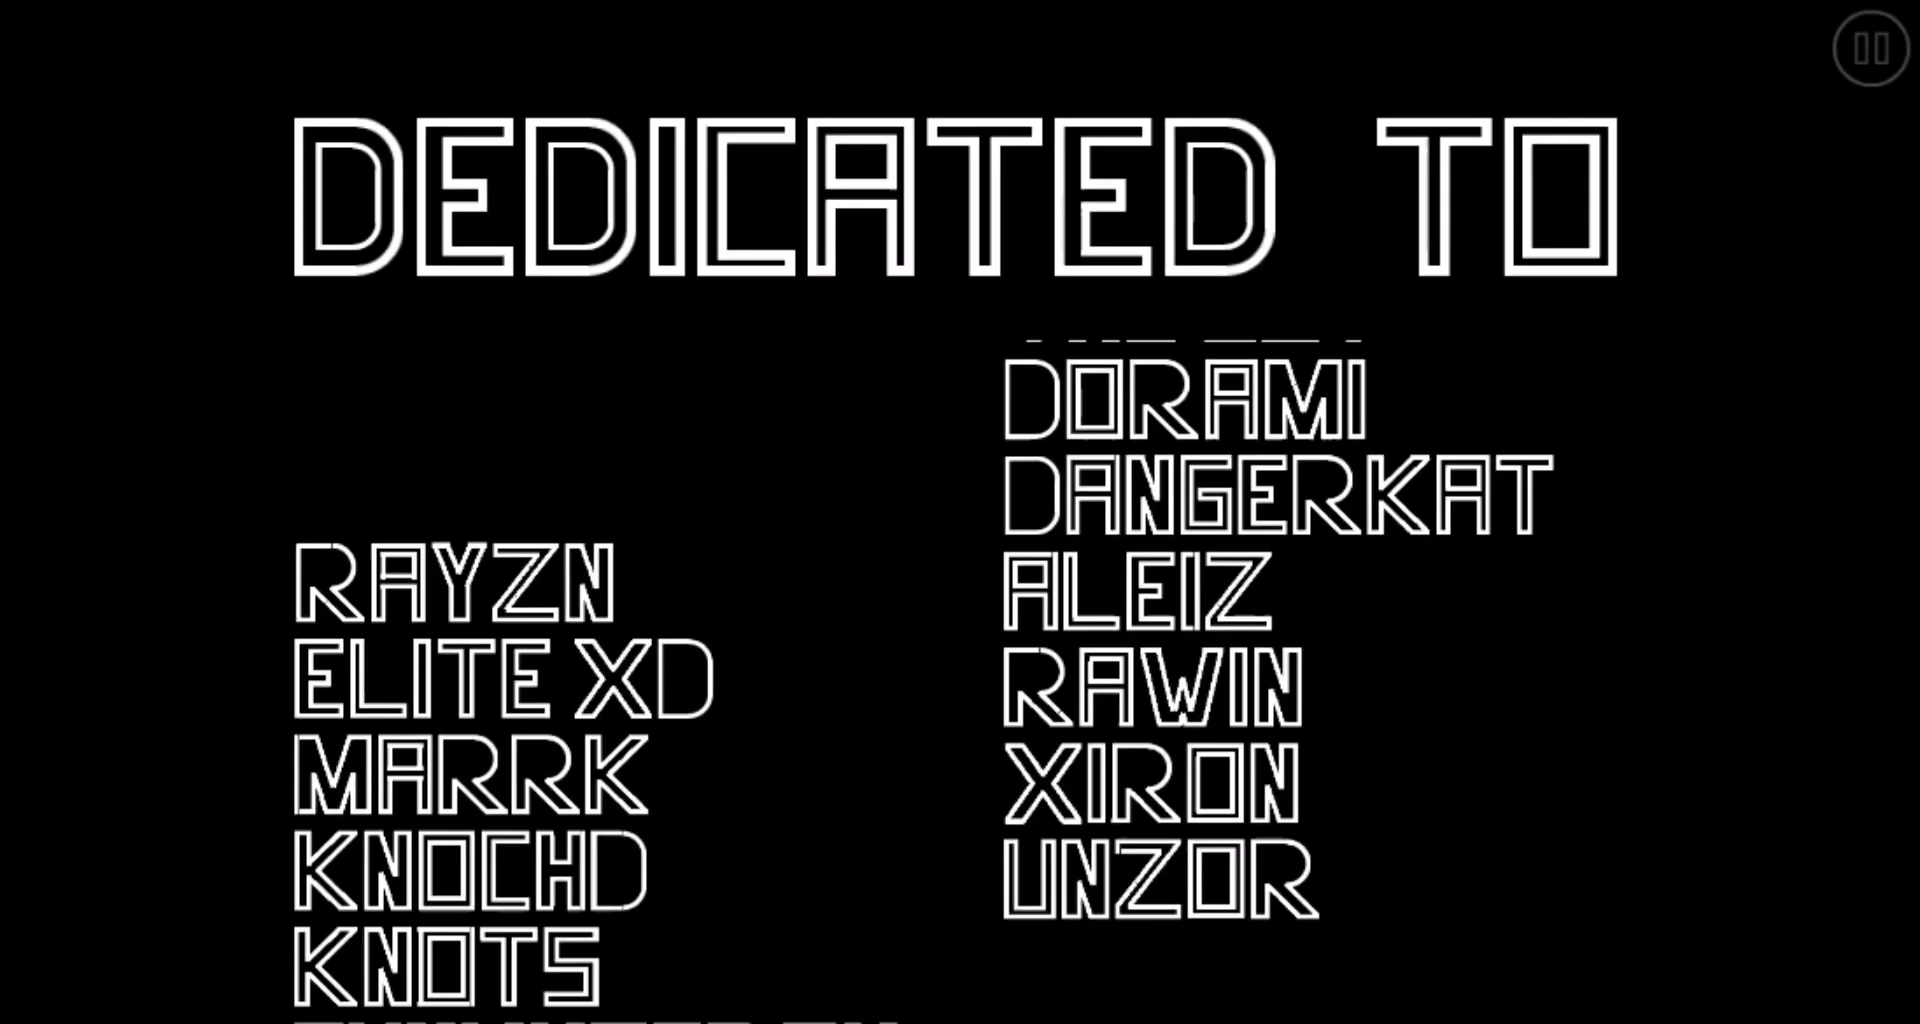 DEDICATED TO
RAYZN
ELITE XD
MARRK
KNOCHD
KNOTS
DORAMI
DANGERKAT
ALEIZ
RAWIN
XIRON
UNZOR